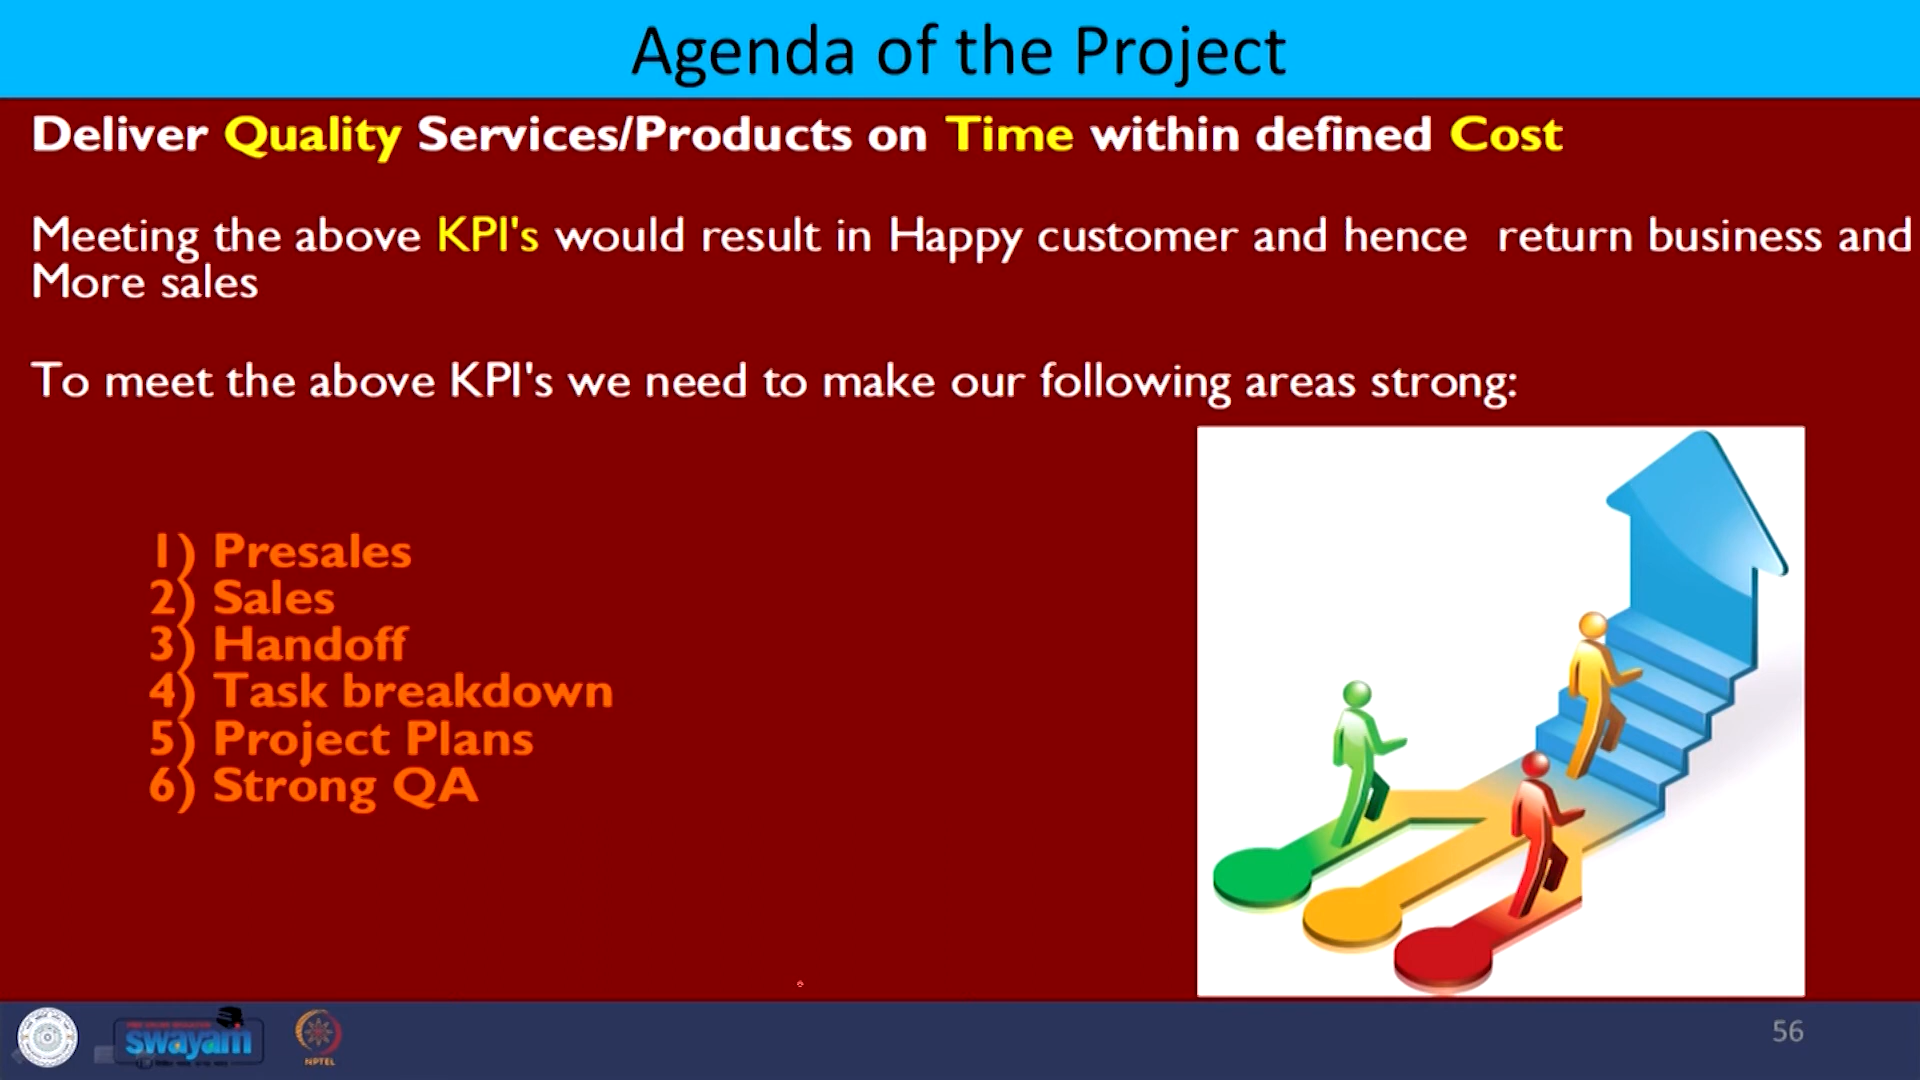 Agenda of the Project
Deliver Quality Services/Products on Time within defined Cost
Meeting the above KPI's would result in Happy customer and hence return business and
More sales
To meet the above KPI's we need to make our following areas strong:
1) Presales
2) Sales
3) Handoff
4) Task breakdown
5) Project Plans
6) Strong QA
swayam
NPTEL
56